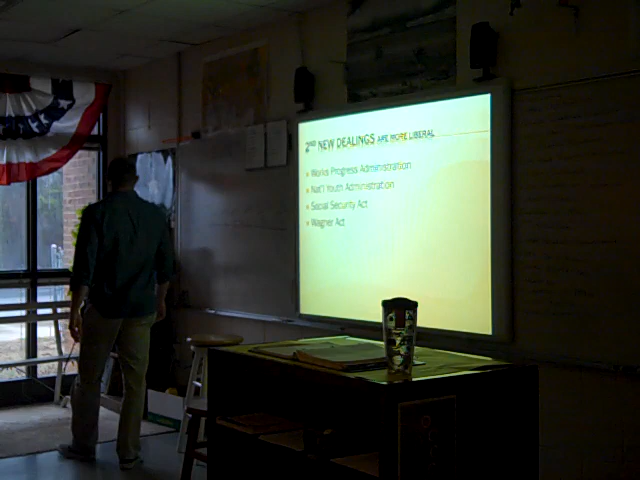 2ND NEW DEALINGS ARE MORE LIBERAL
Works Progress Administration
Nat'l Youth Administration
Social Security Act
Wagner Act